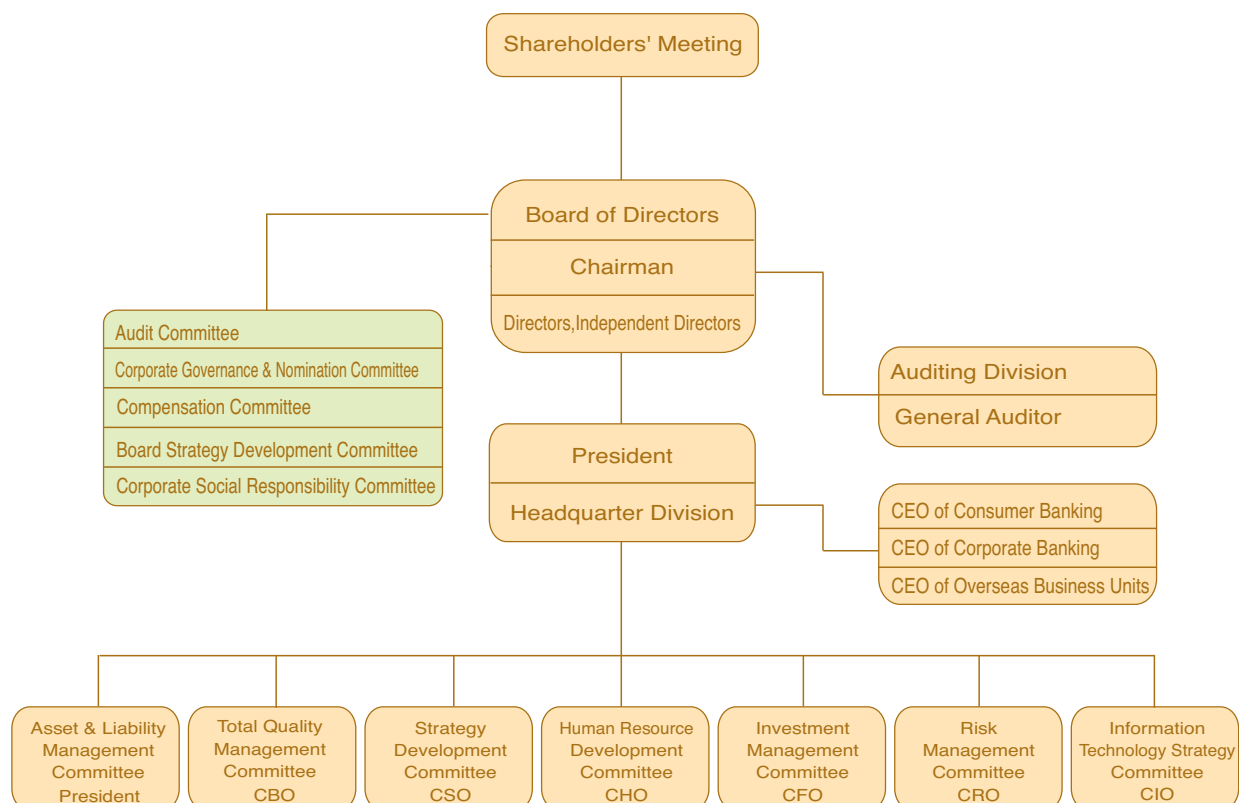 Shareholders' Meeting
Board of Directors
Chairman
Directors,Independent Directors
Audit Committee
Corporate Governance & Nomination Committee
Compensation Committee
Board Strategy Development Committee
Corporate Social Responsibility Committee
Auditing Division
General Auditor
President
Headquarter Division
CEO of Consumer Banking
CEO of Corporate Banking
CEO of Overseas Business Units
Asset & Liability
Management
Committee
President
Total Quality
Management
Committee
CBO
Strategy
Development
Committee
CSO
Human Resource
Development
Committee
CHO
Investment
Management
Committee
CFO
Risk
Management
Committee
CRO
Information
Technology Strategy
Committee
CIO